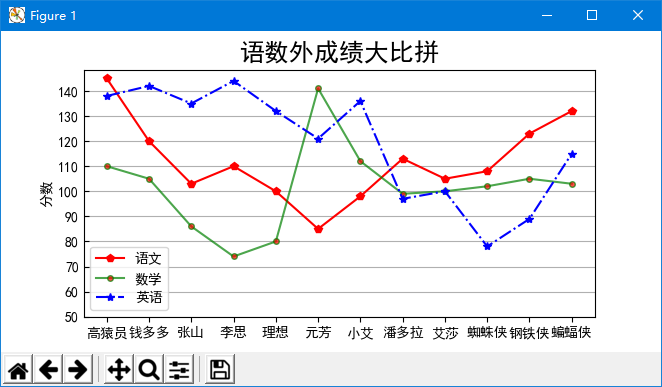 Figure 1
语数外成绩大比拼
分数
140
130
120
110
100
90
80
70
60
50
语文
数学
英语
高猿员 钱多多 张山 李思 理想 元芳 小艾 潘多拉 艾莎 蜘蛛侠 钢铁侠 蝙蝠侠